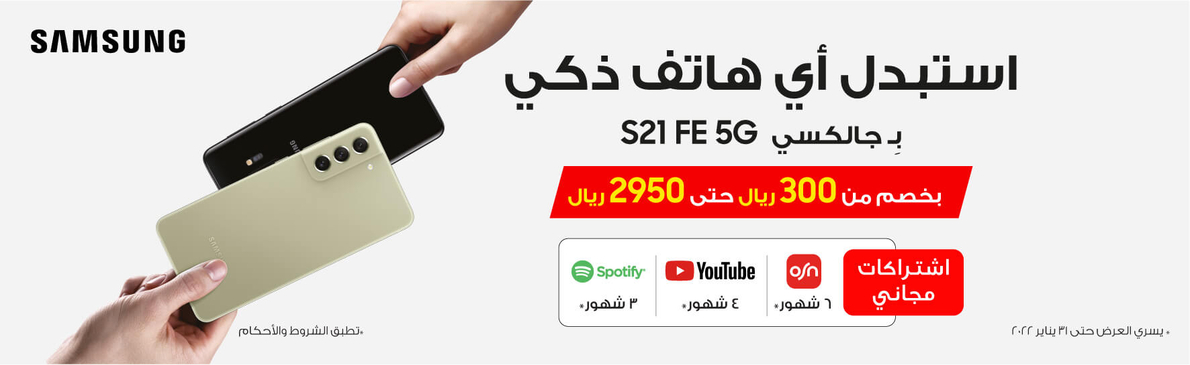 SAMSUNG
استبدل أي هاتف ذكي
بِـ جالكسي S21 FE 5G
بخصم من 300 ريال حتى 2950 ريال
اشتراكات
مجاني
osn
٦ شهور*
YouTube
٤ شهور*
Spotify
٣ شهور*
* يسري العرض حتى ٣١ يناير ٢٠٢٢
*تطبق الشروط والأحكام
SAMSUNG